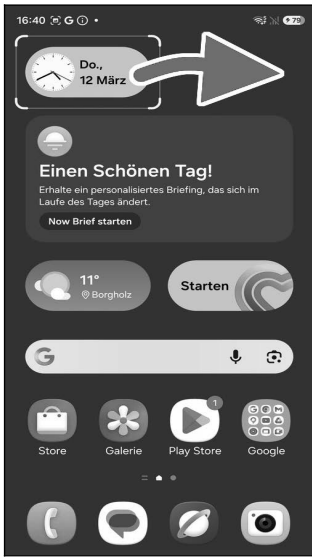 16:40 G
79
Do.,
12 März
Einen Schönen Tag!
Erhalte ein personalisiertes Briefing, das sich im
Laufe des Tages ändert.
Now Brief starten
11°
Borgholz
Starten
G
1
Store Galerie Play Store Google